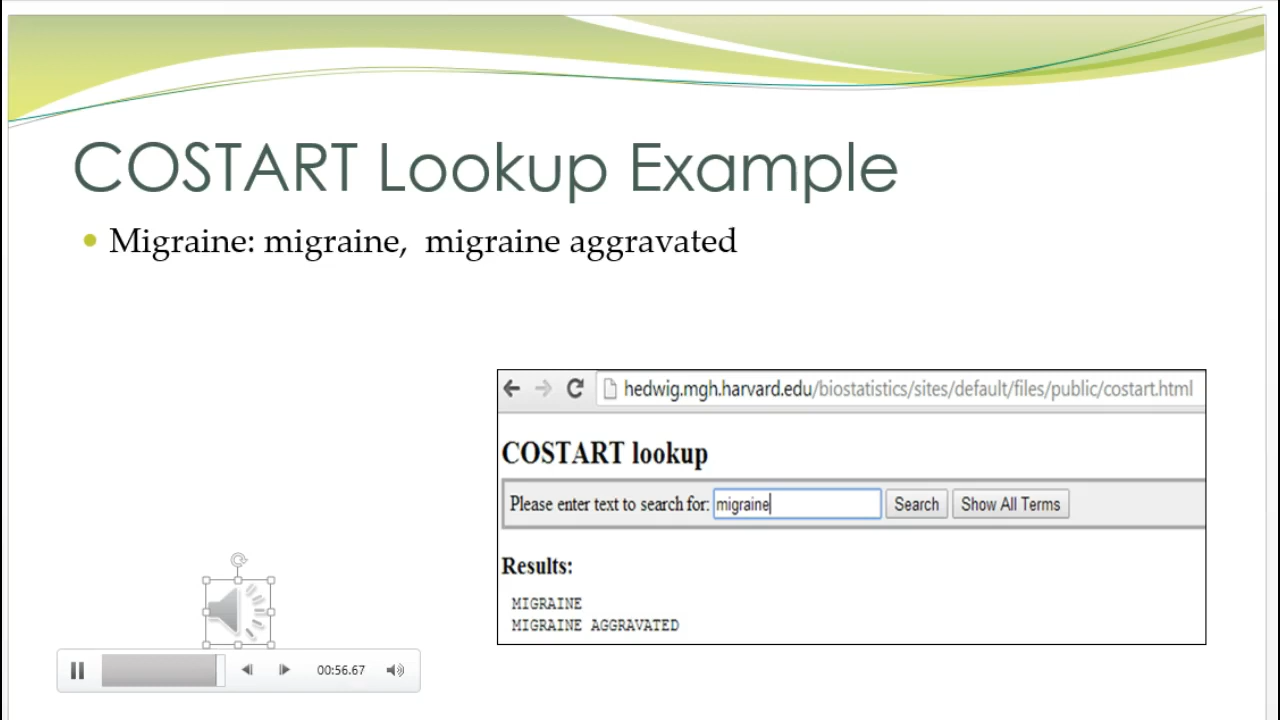 COSTART Lookup Example
Migraine: migraine,  migraine aggravated
hedwig.mgh.harvard.edu/biostatistics/sites/default/files/public/costart.html
COSTART lookup
Please enter text to search for: migraine Search Show All Terms
Results:
MIGRAINE
MIGRAINE AGGRAVATED
00:56.67